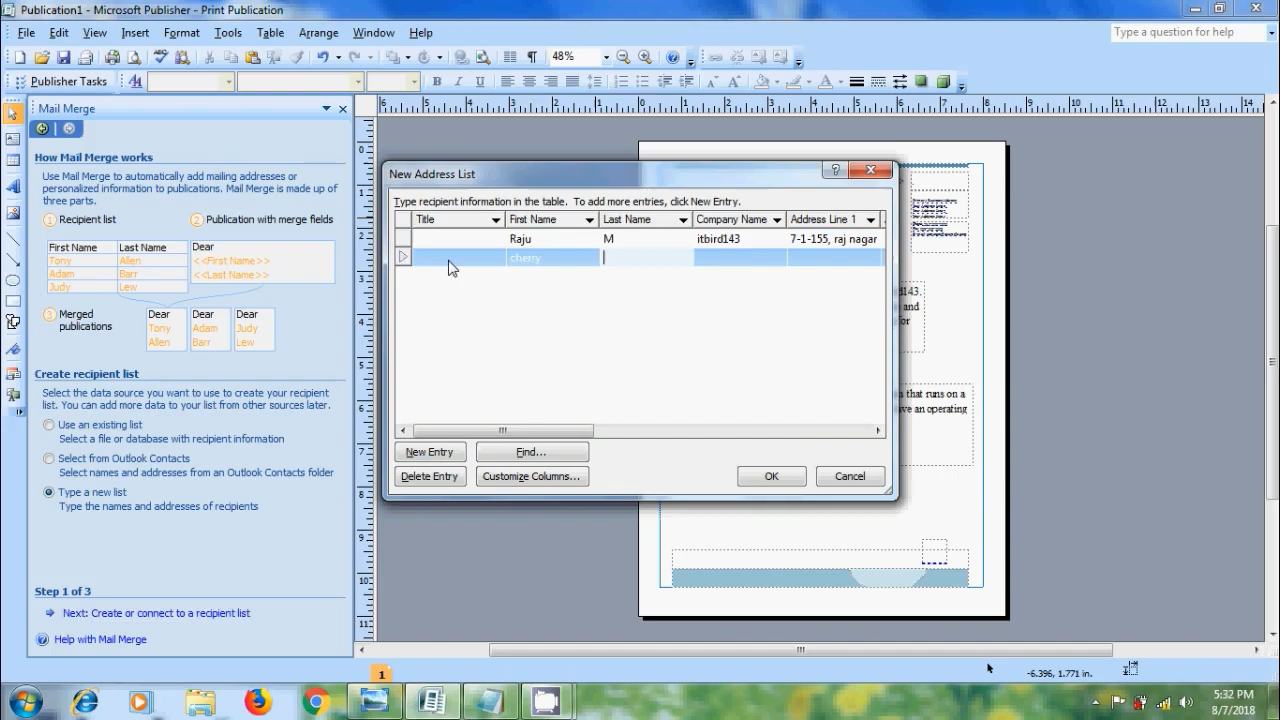 Publication1 - Microsoft Publisher - Print Publication
File Edit View Insert Format Tools Table Arrange Window Help
Type a question for help
48%
Publisher Tasks
Mail Merge
How Mail Merge works
Use Mail Merge to automatically add mailing addresses or personalized information to publications. Mail Merge is made up of three parts.
1 Recipient list
2 Publication with merge fields
First Name Last Name
Tony Allen
Adam Barr
Judy Lew
Dear
<<First Name>>
<<Last Name>>
3 Merged publications
Dear Tony Allen
Dear Adam Barr
Dear Judy Lew
Create recipient list
Select the data source you want to use to create your recipient list. You can add more data to your list from other sources later.
Use an existing list
Select a file or database with recipient information
Select from Outlook Contacts
Select names and addresses from an Outlook Contacts folder
Type a new list
Type the names and addresses of recipients
Step 1 of 3
Next: Create or connect to a recipient list
Help with Mail Merge
New Address List
Type recipient information in the table. To add more entries, click New Entry.
Title First Name Last Name Company Name Address Line 1
Raju M itbird143 7-1-155, raj nagar
cherry
New Entry Find...
Delete Entry Customize Columns... OK Cancel
rd143.
and
for
that runs on a
ve an operating
1
-6.396, 1.771 in.
5:32 PM
8/7/2018